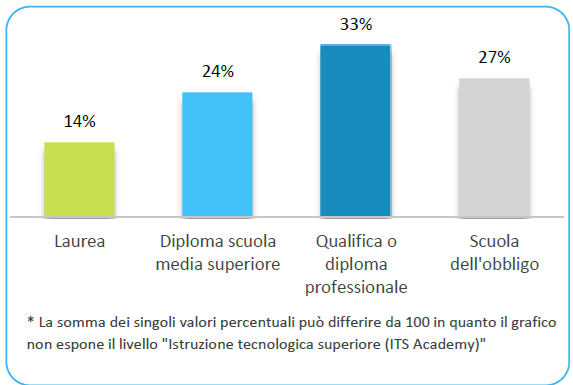 14%
24%
33%
27%
Laurea
Diploma scuola
media superiore
Qualifica o
diploma
professionale
Scuola
dell'obbligo
* La somma dei singoli valori percentuali può differire da 100 in quanto il grafico
non espone il livello "Istruzione tecnologica superiore (ITS Academy)"